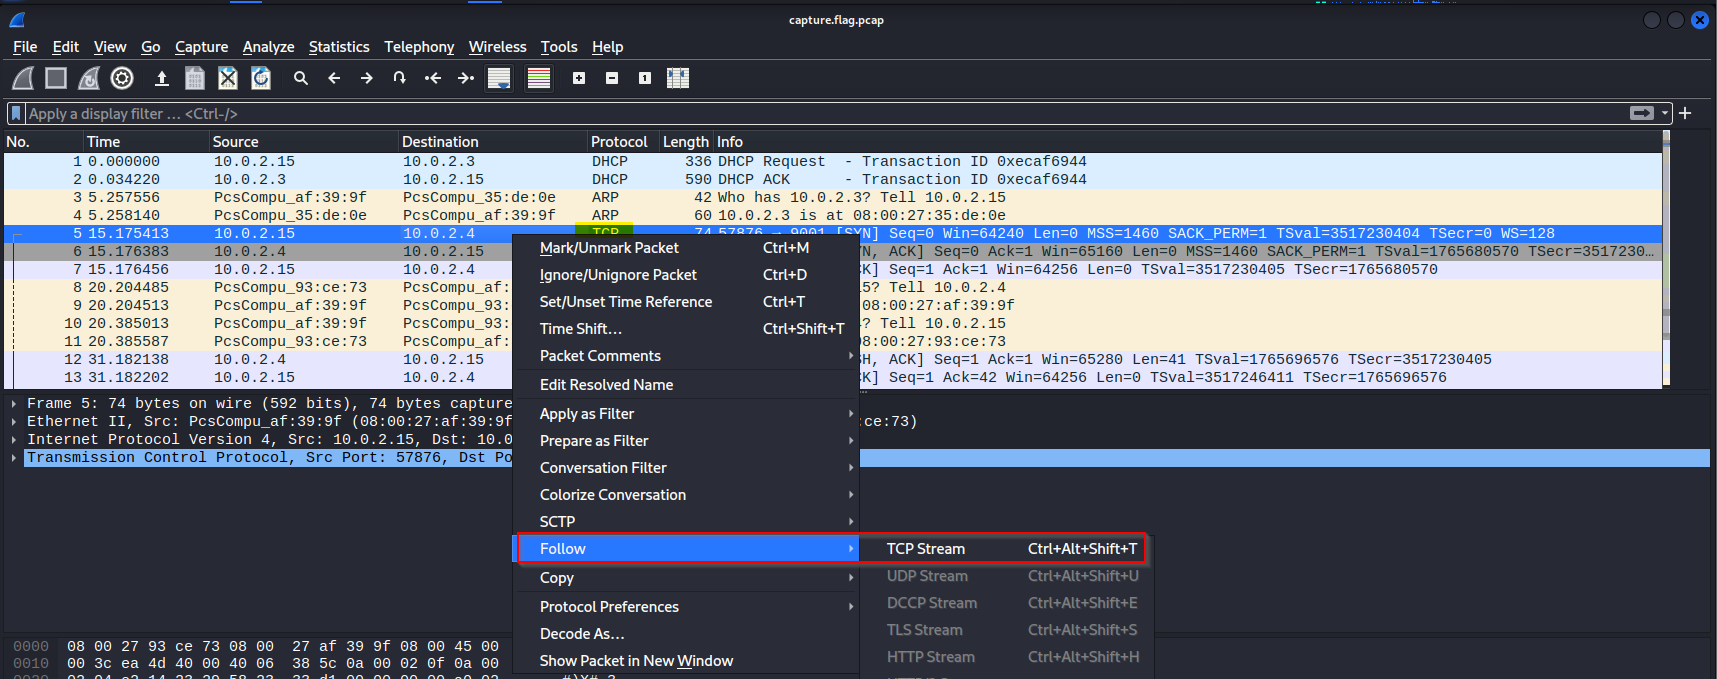 capture.flag.pcap
File Edit View Go Capture Analyze Statistics Telephony Wireless Tools Help
Apply a display filter … <Ctrl-/>
No. Time Source Destination Protocol Length Info
1 0.000000 10.0.2.15 10.0.2.3 DHCP 336 DHCP Request - Transaction ID 0xecaf6944
2 0.034220 10.0.2.3 10.0.2.15 DHCP 590 DHCP ACK - Transaction ID 0xecaf6944
3 5.257556 PcsCompu_af:39:9f PcsCompu_35:de:0e ARP 42 Who has 10.0.2.3? Tell 10.0.2.15
4 5.258140 PcsCompu_35:de:0e PcsCompu_af:39:9f ARP 60 10.0.2.3 is at 08:00:27:35:de:0e
5 15.175413 10.0.2.15 10.0.2.4 TCP 74 57876 → 9001 [SYN] Seq=0 Win=64240 Len=0 MSS=1460 SACK_PERM=1 TSval=3517230404 TSecr=0 WS=128
6 15.176383 10.0.2.4 10.0.2.15 N, ACK] Seq=0 Ack=1 Win=65160 Len=0 MSS=1460 SACK_PERM=1 TSval=1765680570 TSecr=3517230…
7 15.176456 10.0.2.15 10.0.2.4 K] Seq=1 Ack=1 Win=64256 Len=0 TSval=3517230405 TSecr=1765680570
8 20.204485 PcsCompu_93:ce:73 PcsCompu_af: 5? Tell 10.0.2.4
9 20.204513 PcsCompu_af:39:9f PcsCompu_93: 08:00:27:af:39:9f
10 20.385013 PcsCompu_af:39:9f PcsCompu_93: ? Tell 10.0.2.15
11 20.385587 PcsCompu_93:ce:73 PcsCompu_af: 08:00:27:93:ce:73
12 31.182138 10.0.2.4 10.0.2.15 H, ACK] Seq=1 Ack=1 Win=65280 Len=41 TSval=1765696576 TSecr=3517230405
13 31.182202 10.0.2.15 10.0.2.4 K] Seq=1 Ack=42 Win=64256 Len=0 TSval=3517246411 TSecr=1765696576
Mark/Unmark Packet Ctrl+M
Ignore/Unignore Packet Ctrl+D
Set/Unset Time Reference Ctrl+T
Time Shift… Ctrl+Shift+T
Packet Comments
Edit Resolved Name
Apply as Filter
Prepare as Filter
Conversation Filter
Colorize Conversation
SCTP
Follow
Copy
Protocol Preferences
Decode As…
Show Packet in New Window
TCP Stream Ctrl+Alt+Shift+T
UDP Stream Ctrl+Alt+Shift+U
DCCP Stream Ctrl+Alt+Shift+E
TLS Stream Ctrl+Alt+Shift+S
HTTP Stream Ctrl+Alt+Shift+H
Frame 5: 74 bytes on wire (592 bits), 74 bytes capture
Ethernet II, Src: PcsCompu_af:39:9f (08:00:27:af:39:9f :ce:73)
Internet Protocol Version 4, Src: 10.0.2.15, Dst: 10.0
Transmission Control Protocol, Src Port: 57876, Dst Po
0000 08 00 27 93 ce 73 08 00 27 af 39 9f 08 00 45 00
0010 00 3c ea 4d 40 00 40 06 38 5c 0a 00 02 0f 0a 00